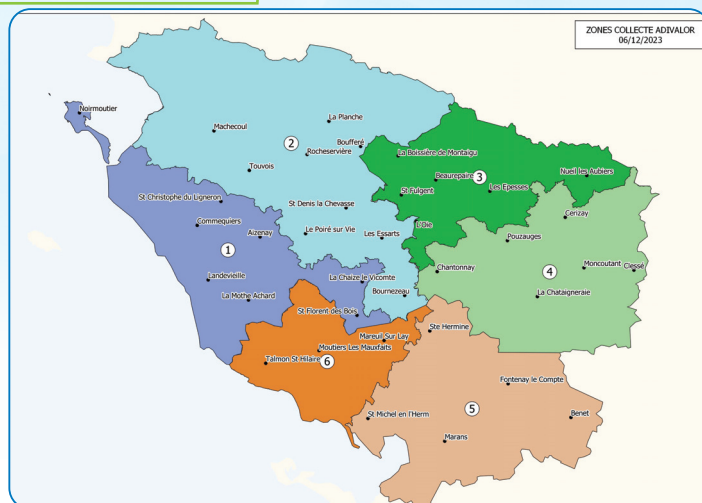 ZONES COLLECTE ADIVALOR
06/12/2023
Noirmoutier
Machecoul
La Planche
2
Boufferé
Rocheservière
Touvois
La Boissière de Montaigu
Beaurepaire
3
Nueil les Aubiers
Les Epesses
St Fulgent
St Christophe du Ligneron
St Denis la Chevasse
Commequiers
L'Oie
Cerizay
Aizenay
Le Poiré sur Vie
Les Essarts
Pouzauges
1
Landevieille
La Chaize le Vicomte
Chantonnay
4
Moncoutant
Clessé
La Mothe Achard
Bournezeau
La Chataigneraie
St Florent des Bois
Ste Hermine
Mareuil Sur Lay
Moutiers Les Mauxfaits
6
Talmon St Hilaire
Fontenay le Compte
5
St Michel en l'Herm
Benet
Marans